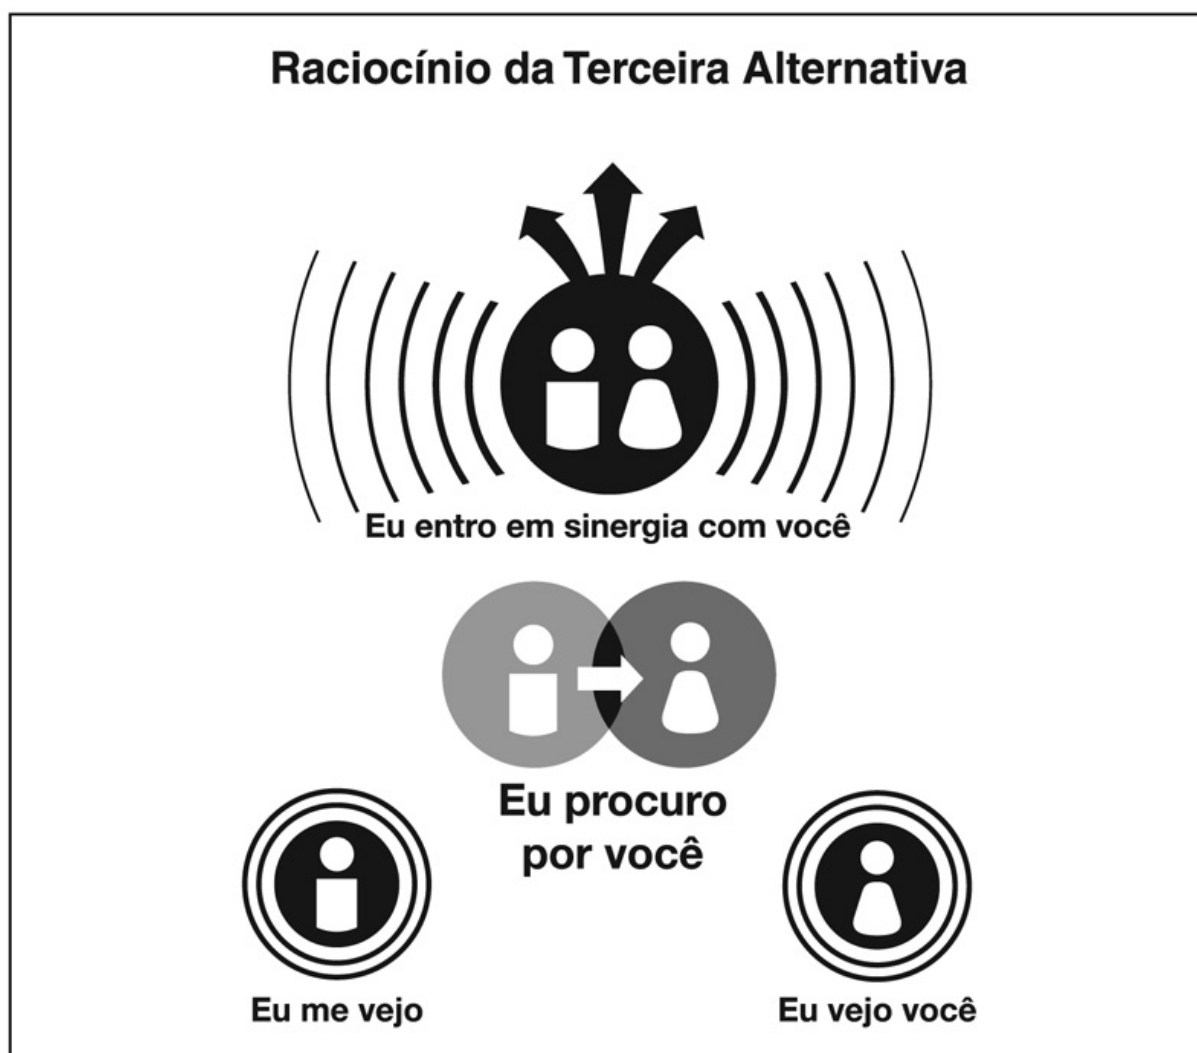 Raciocínio da Terceira Alternativa
Eu entro em sinergia com você
Eu procuro
por você
Eu me vejo
Eu vejo você